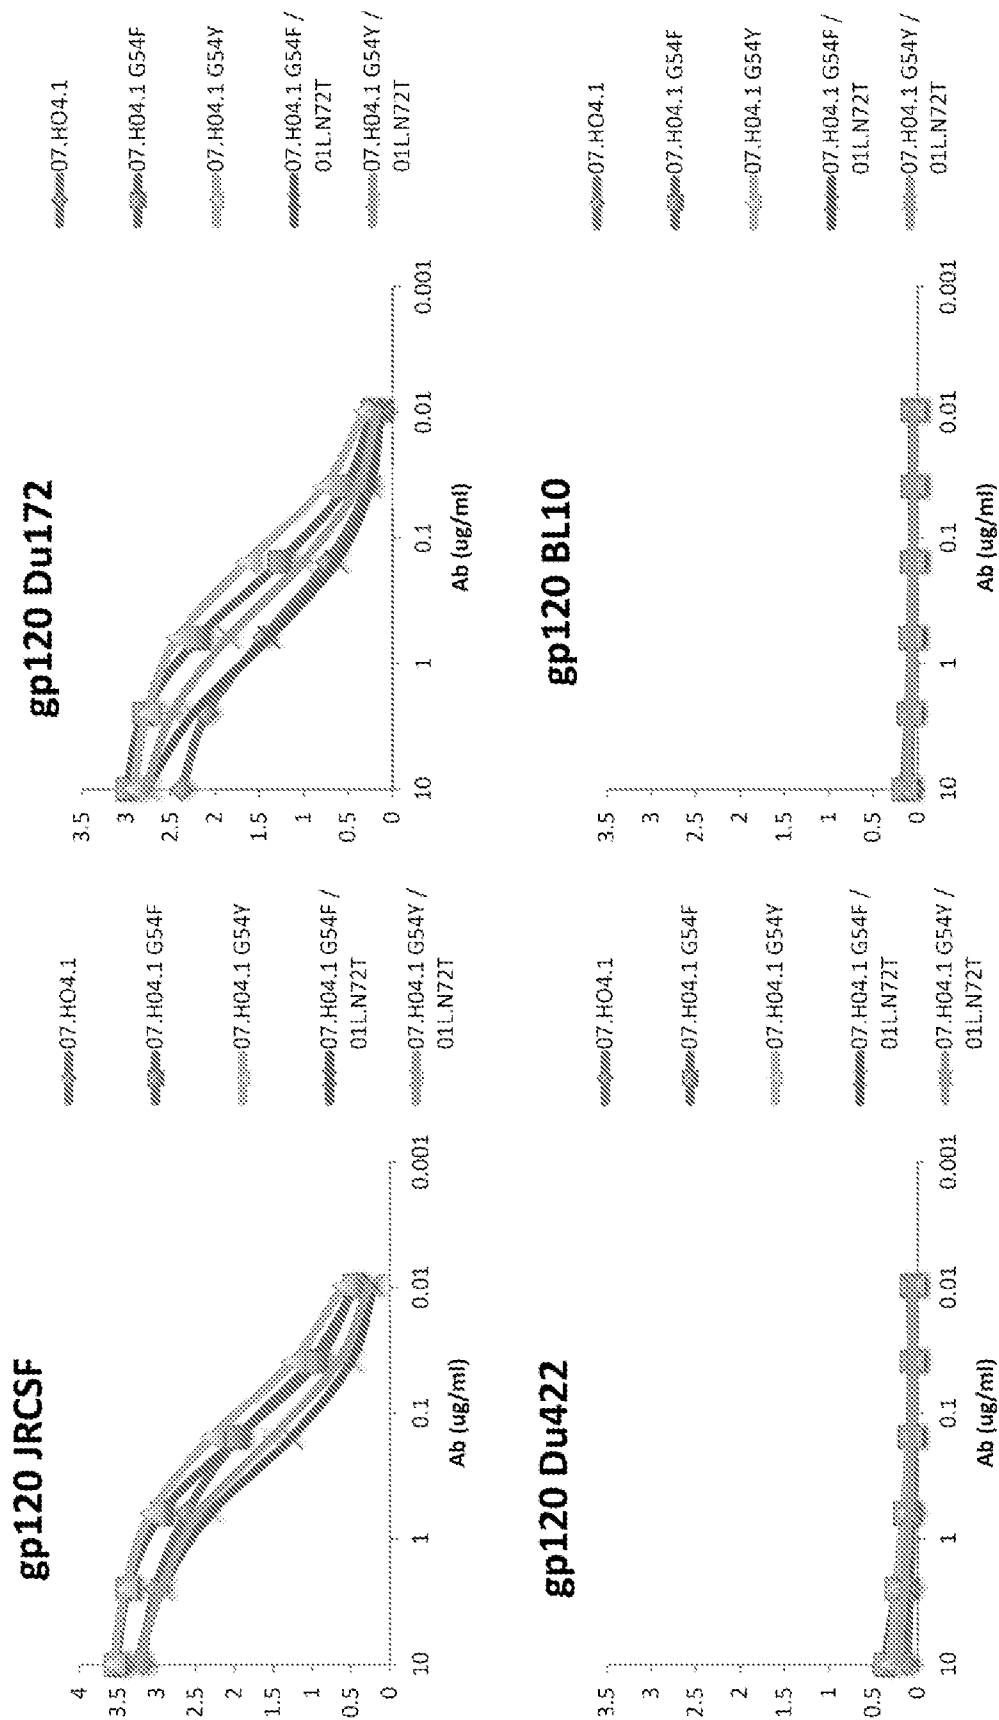 gp120 JRCSF
4
3.5
3
2.5
2
1.5
1
0.5
0
10
1
0.1
0.01
0.001
Ab (ug/ml)
07.HO4.1
07.H04.1 G54F
07.H04.1 G54Y
07.H04.1 G54F /
01L.N72T
07.H04.1 G54Y /
01L.N72T
gp120 Du172
3.5
3
2.5
2
1.5
1
0.5
0
10
1
0.1
0.01
0.001
Ab (ug/ml)
07.HO4.1
07.H04.1 G54F
07.H04.1 G54Y
07.H04.1 G54F /
01L.N72T
07.H04.1 G54Y /
01L.N72T
gp120 Du422
3.5
3
2.5
2
1.5
1
0.5
0
10
1
0.1
0.01
0.001
Ab (ug/ml)
07.HO4.1
07.H04.1 G54F
07.H04.1 G54Y
07.H04.1 G54F /
01L.N72T
07.H04.1 G54Y /
01L.N72T
gp120 BL10
3.5
3
2.5
2
1.5
1
0.5
0
10
1
0.1
0.01
0.001
Ab (ug/ml)
07.HO4.1
07.H04.1 G54F
07.H04.1 G54Y
07.H04.1 G54F /
01L.N72T
07.H04.1 G54Y /
01L.N72T